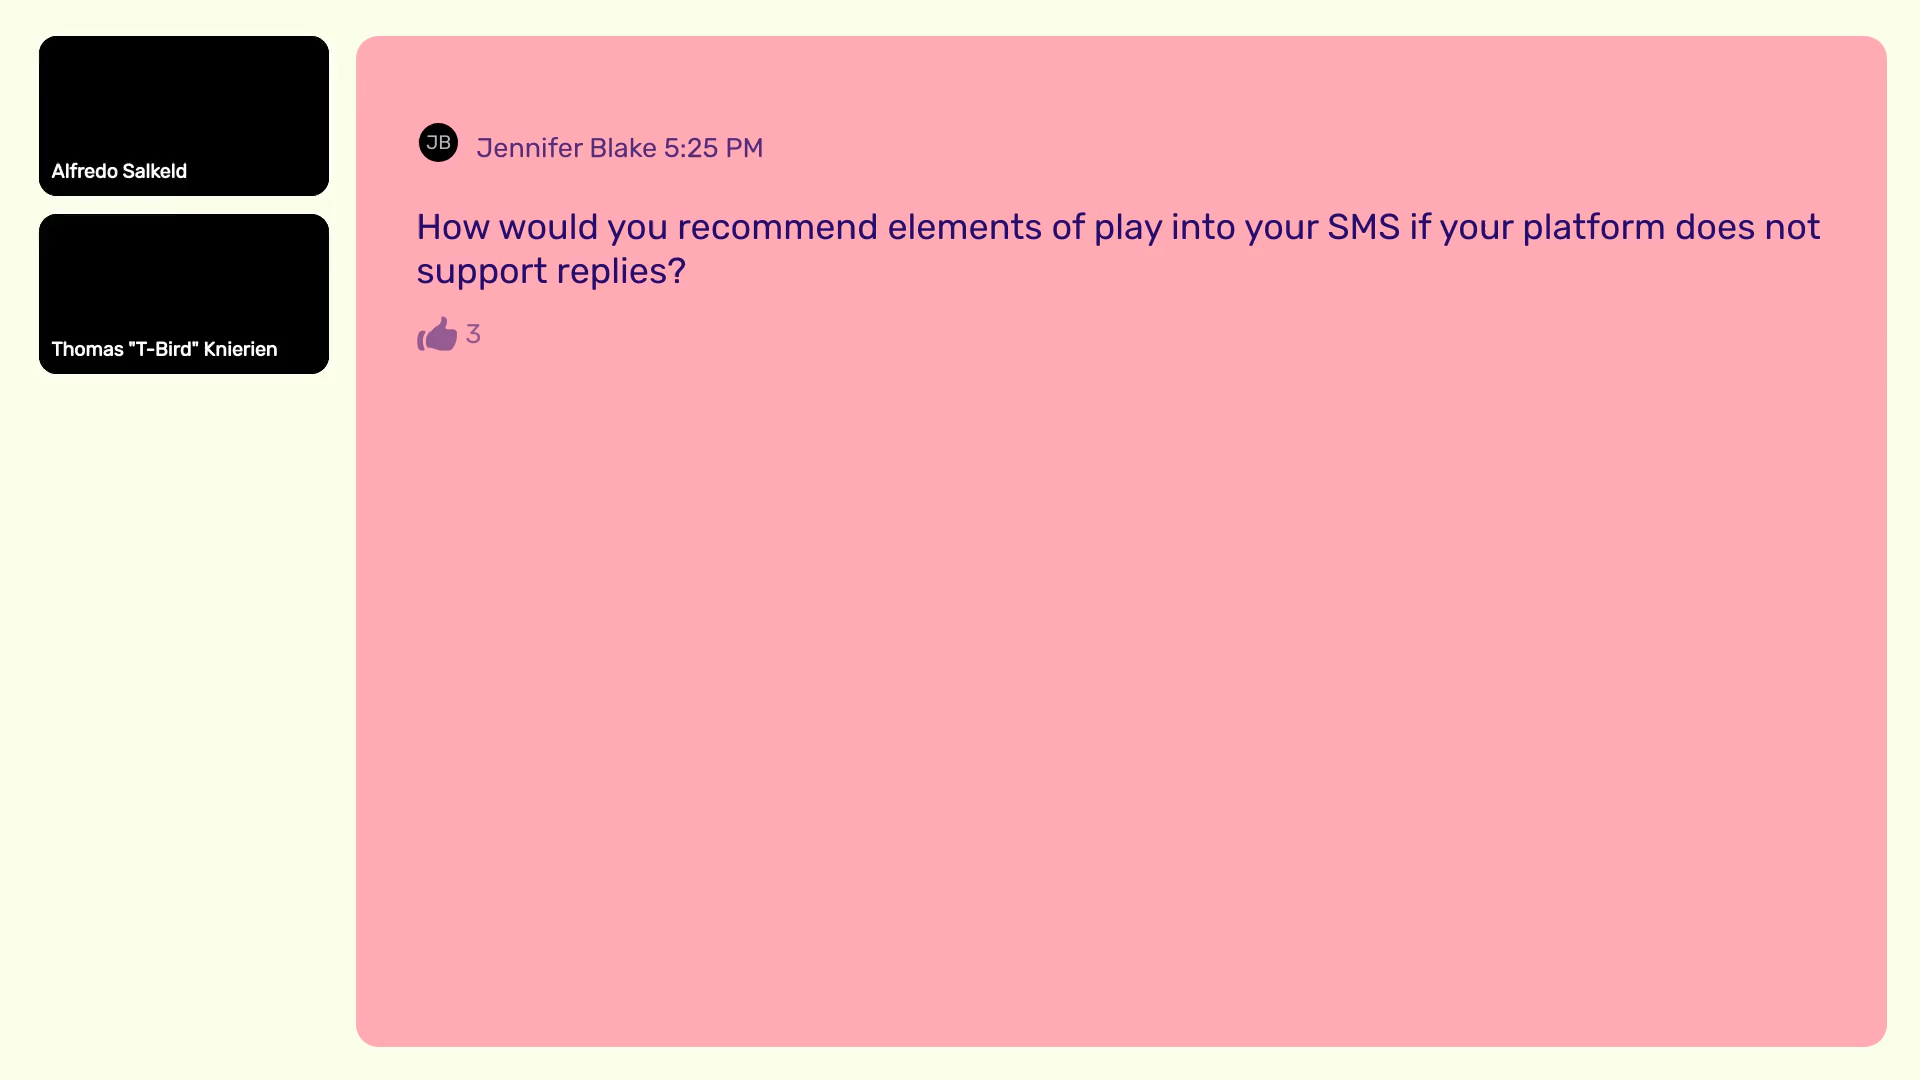 Alfredo Salkeld
Thomas "T-Bird" Knierien
JB
Jennifer Blake 5:25 PM
How would you recommend elements of play into your SMS if your platform does not
support replies?
3